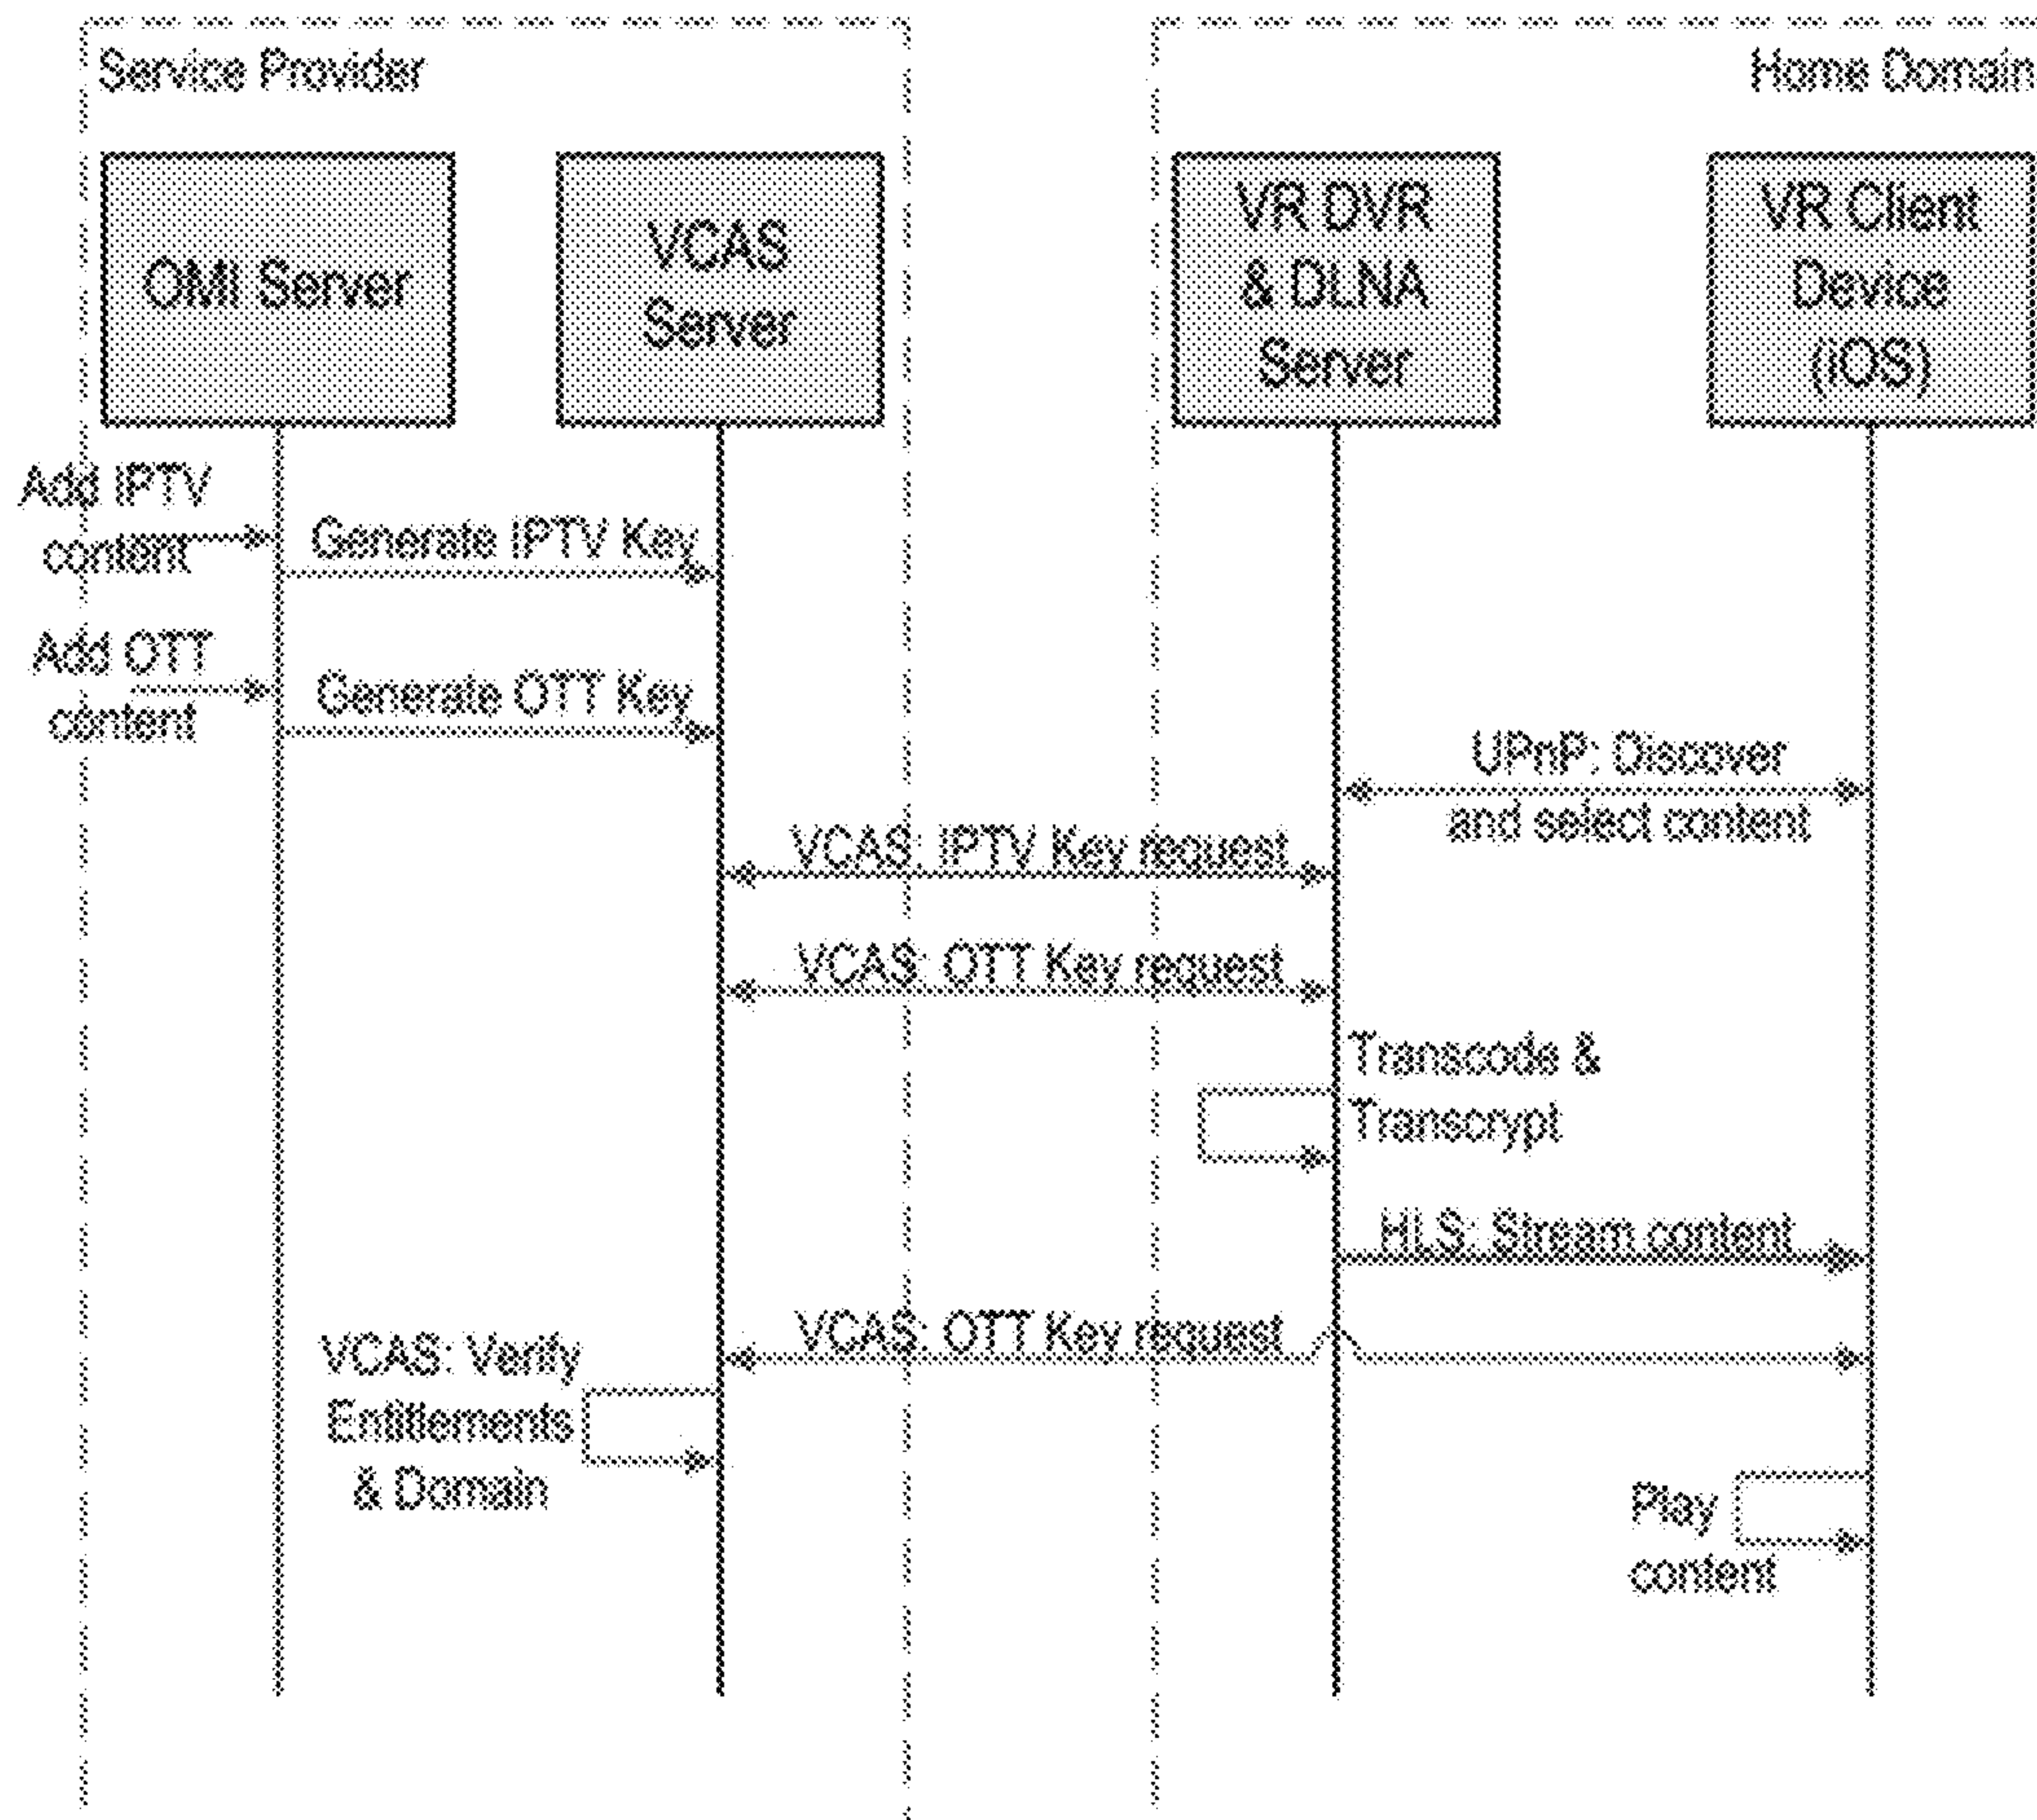 Service Provider
Home Domain
OMI Server
VCAS
Server
VR DVR
& DLNA
Server
VR Client
Device
(iOS)
Add IPTV
content
Generate IPTV Key
Add OTT
content
Generate OTT Key
UPnP: Discover
and select content
VCAS: IPTV Key request
VCAS: OTT Key request
Transcode &
Transcrypt
HLS: Stream content
VCAS: OTT Key request
VCAS: Verify
Entitlements
& Domain
Play
content